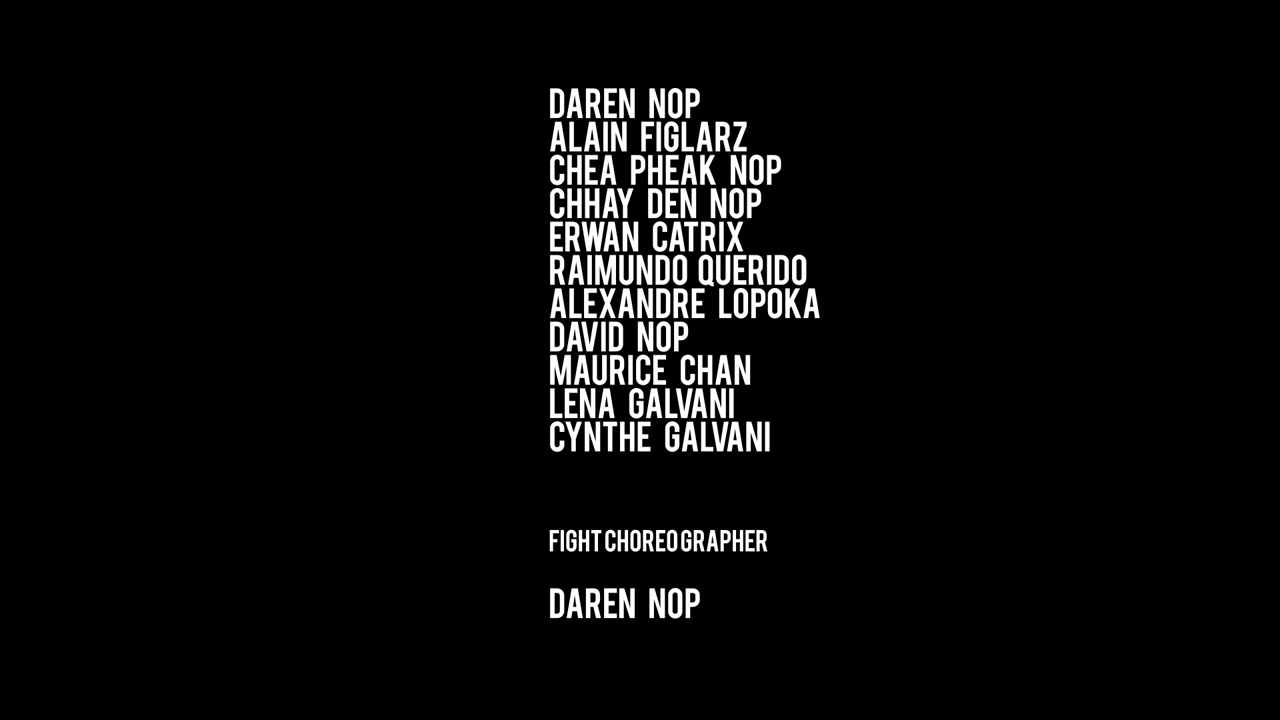 DAREN NOP
ALAIN FIGLARZ
CHEA PHEAK NOP
CHHAY DEN NOP
ERWAN CATRIX
RAIMUNDO QUERIDO
ALEXANDRE LOPOKA
DAVID NOP
MAURICE CHAN
LENA GALVANI
CYNTHE GALVANI
FIGHT CHOREOGRAPHER
DAREN NOP